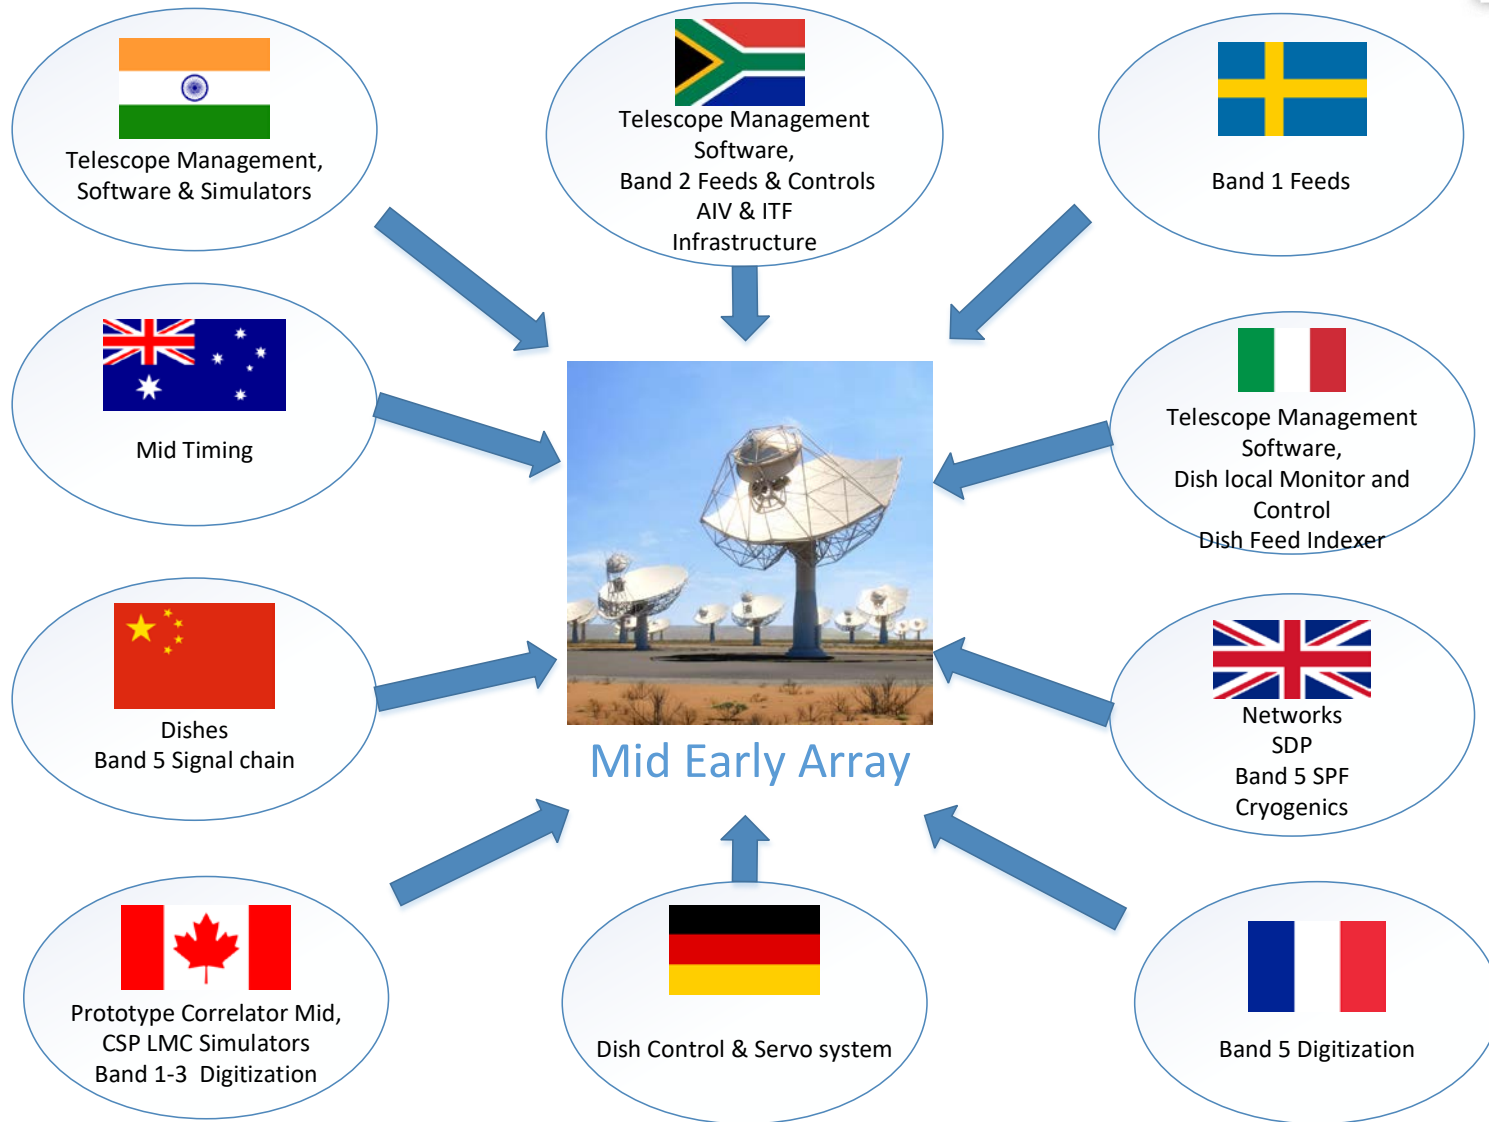 Telescope Management,
Software & Simulators
Telescope Management
Software,
Band 2 Feeds & Controls
AIV & ITF
Infrastructure
Band 1 Feeds
Mid Timing
Telescope Management
Software,
Dish local Monitor and
Control
Dish Feed Indexer
Dishes
Band 5 Signal chain
Mid Early Array
Networks
SDP
Band 5 SPF
Cryogenics
Prototype Correlator Mid,
CSP LMC Simulators
Band 1-3 Digitization
Dish Control & Servo system
Band 5 Digitization